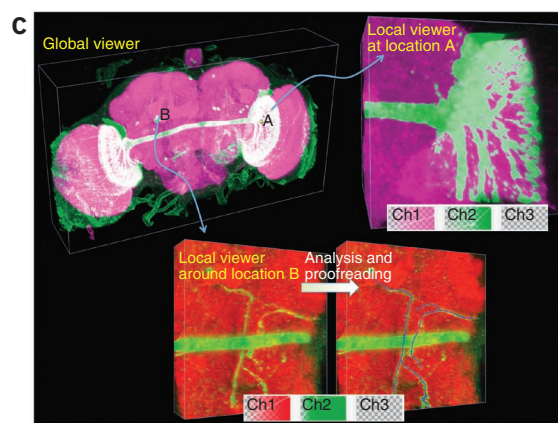 C
Global viewer
Local viewer
at location A
B
A
Ch1 Ch2 Ch3
Local viewer
around location B
Analysis and
proofreading
Ch1 Ch2 Ch3